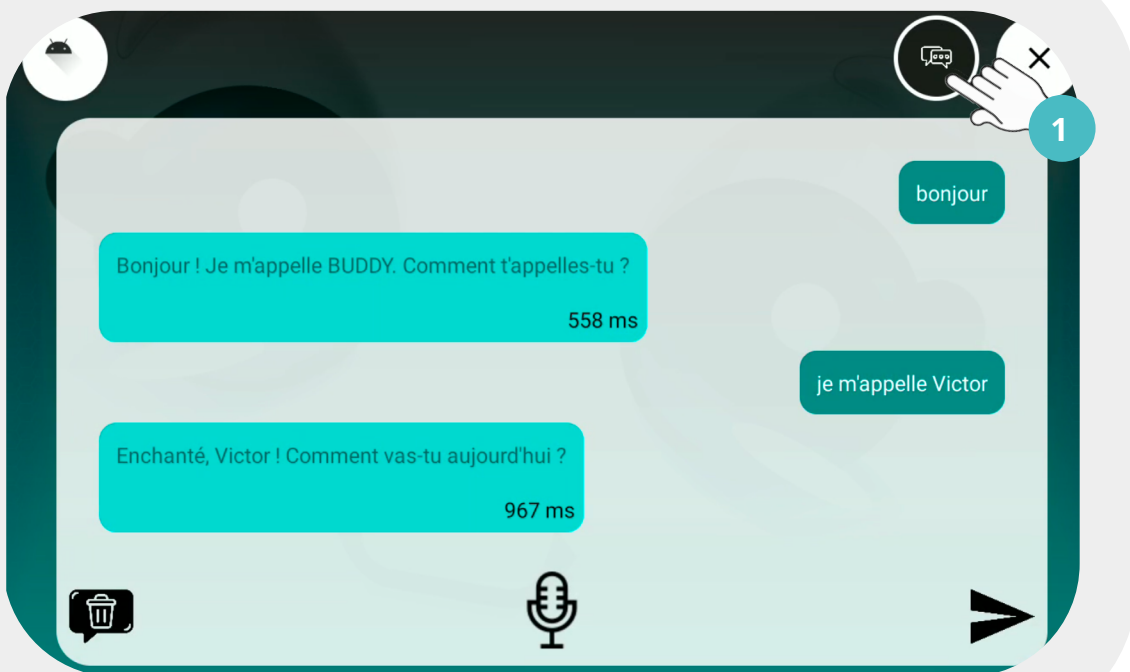 1
bonjour
Bonjour ! Je m'appelle BUDDY. Comment t'appelles-tu ?
558 ms
je m'appelle Victor
Enchanté, Victor ! Comment vas-tu aujourd'hui ?
967 ms